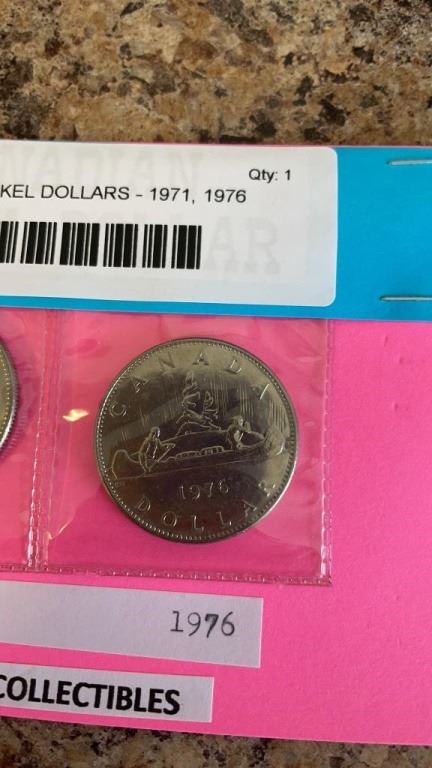 Qty: 1
KEL DOLLARS - 1971, 1976
CANADA
1976
DOLLAR
1976
COLLECTIBLES